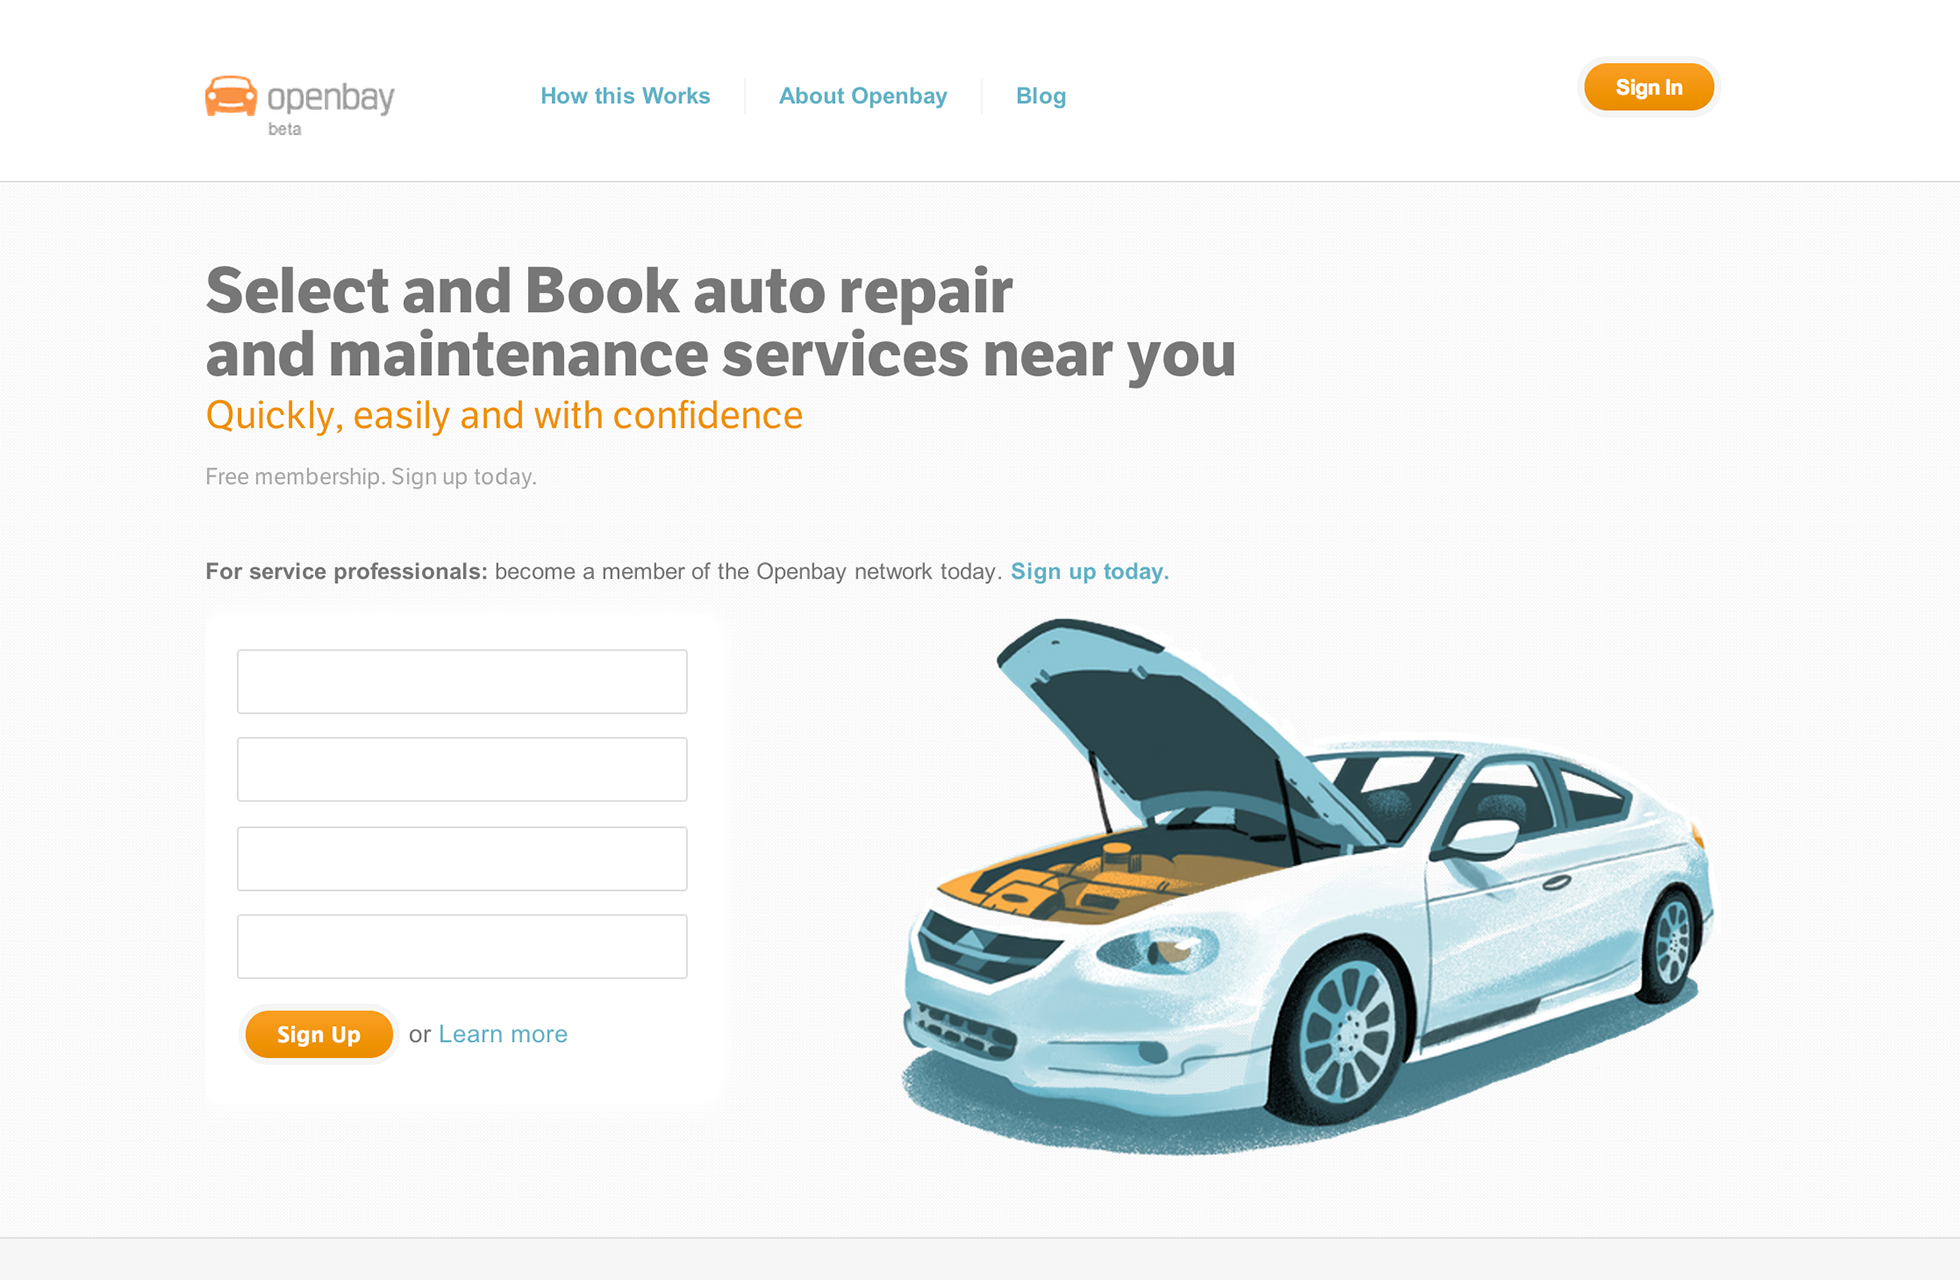 openbay
beta
How this Works
About Openbay
Blog
Sign In
Select and Book auto repair
and maintenance services near you
Quickly, easily and with confidence
Free membership. Sign up today.
For service professionals: become a member of the Openbay network today. Sign up today.
Sign Up or Learn more